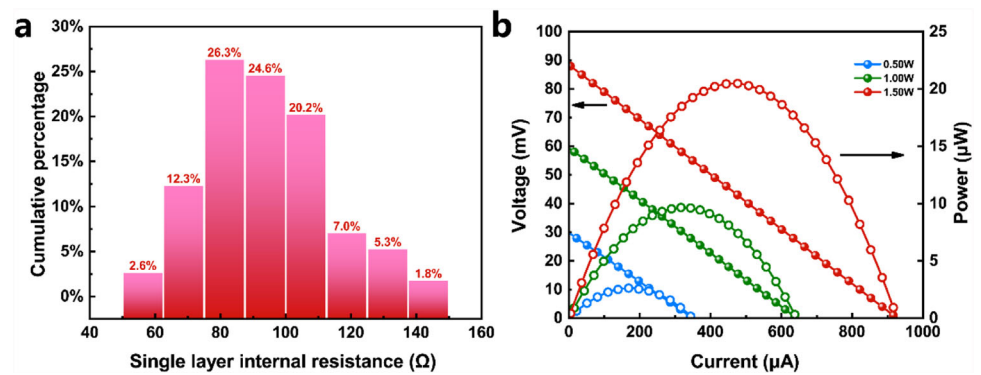 a
30%
25%
20%
15%
10%
5%
0%
Cumulative percentage
2.6%
12.3%
26.3%
24.6%
20.2%
7.0%
5.3%
1.8%
40 60 80 100 120 140 160
Single layer internal resistance (Ω)
b
100
90
80
70
60
50
40
30
20
10
0
Voltage (mV)
0.50W
1.00W
1.50W
25
20
15
10
5
0
Power (μW)
0 200 400 600 800 1000
Current (μA)